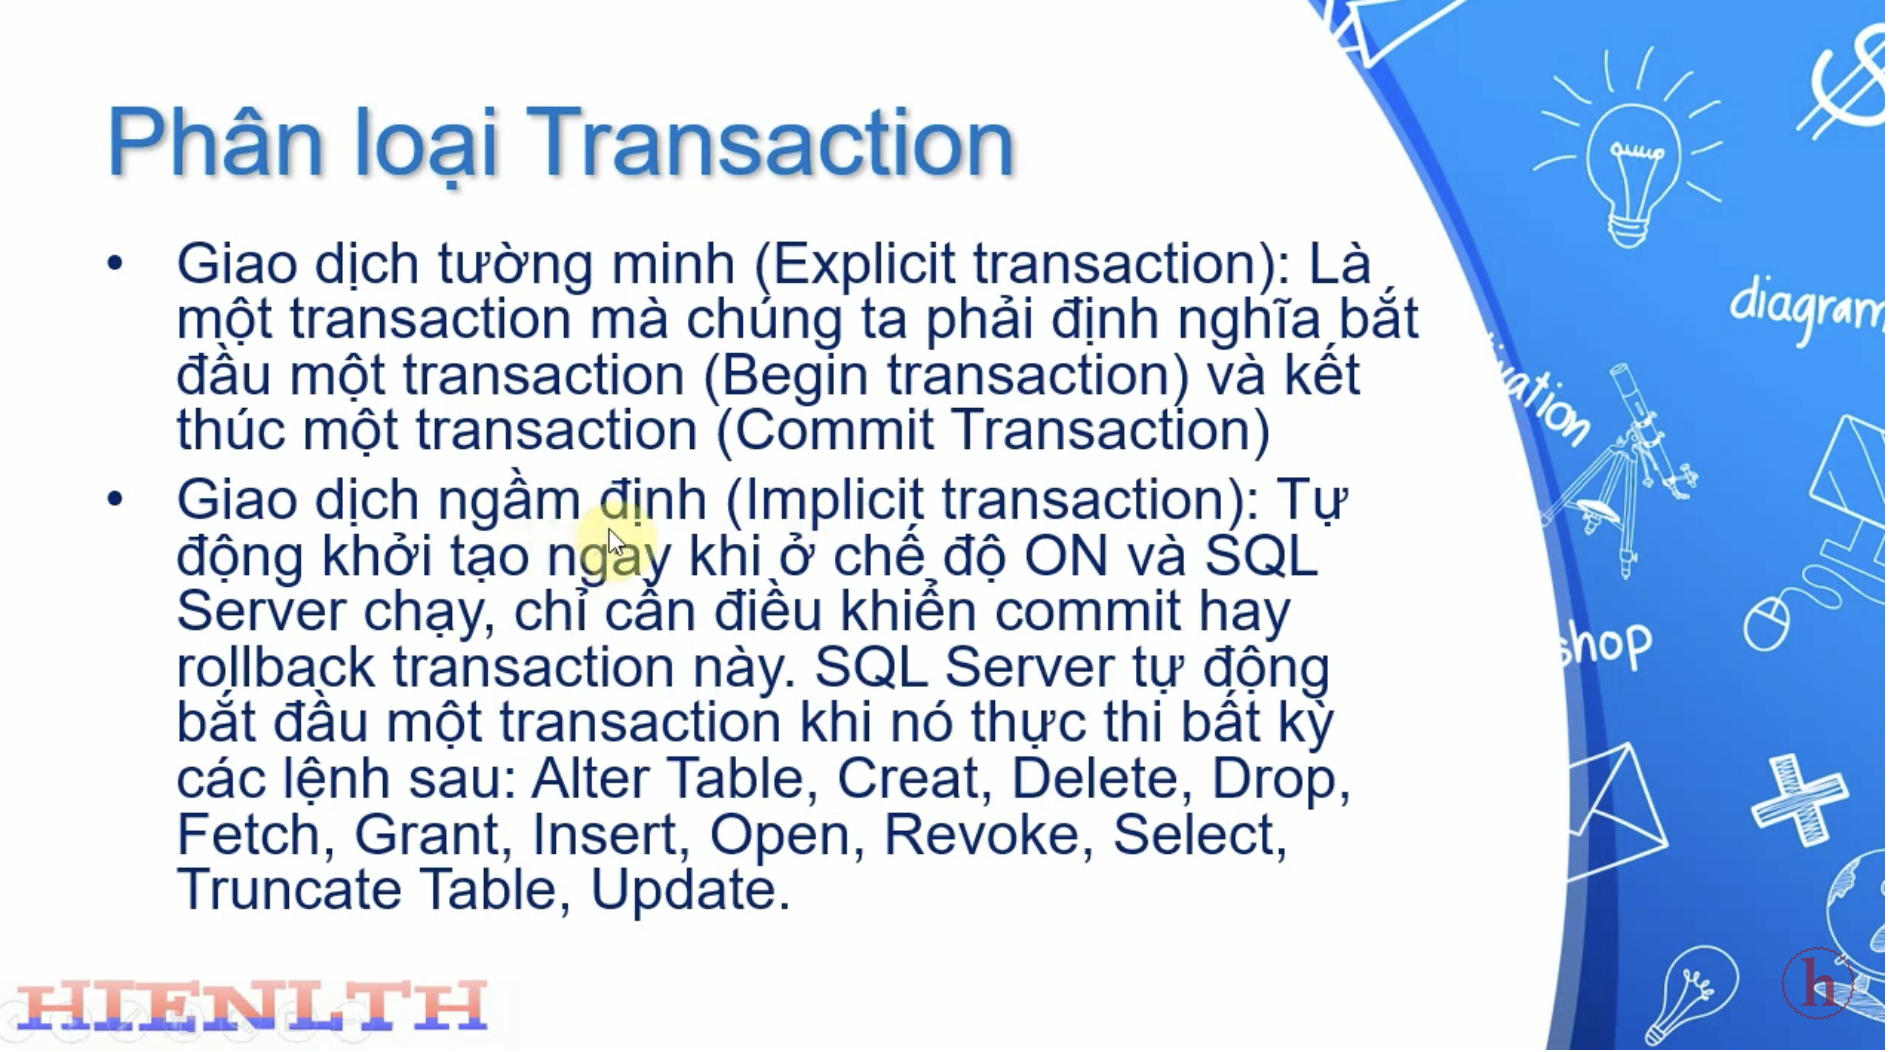 Phân loại Transaction
• Giao dịch tường minh (Explicit transaction): Là
một transaction mà chúng ta phải định nghĩa bắt
đầu một transaction (Begin transaction) và kết
thúc một transaction (Commit Transaction)
• Giao dịch ngầm định (Implicit transaction): Tự
động khởi tạo ngay khi ở chế độ ON và SQL
Server chạy, chỉ cần điều khiển commit hay
rollback transaction này. SQL Server tự động
bắt đầu một transaction khi nó thực thi bất kỳ
các lệnh sau: Alter Table, Creat, Delete, Drop,
Fetch, Grant, Insert, Open, Revoke, Select,
Truncate Table, Update.
diagram
shop
HIENLTH
h